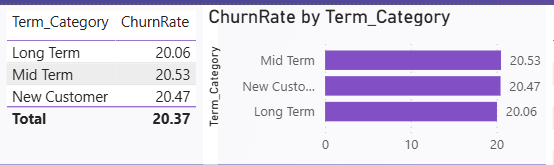 Term_Category ChurnRate
Long Term 20.06
Mid Term 20.53
New Customer 20.47
Total 20.37
ChurnRate by Term_Category
Term_Category
Mid Term 20.53
New Custo... 20.47
Long Term 20.06
0 10 20